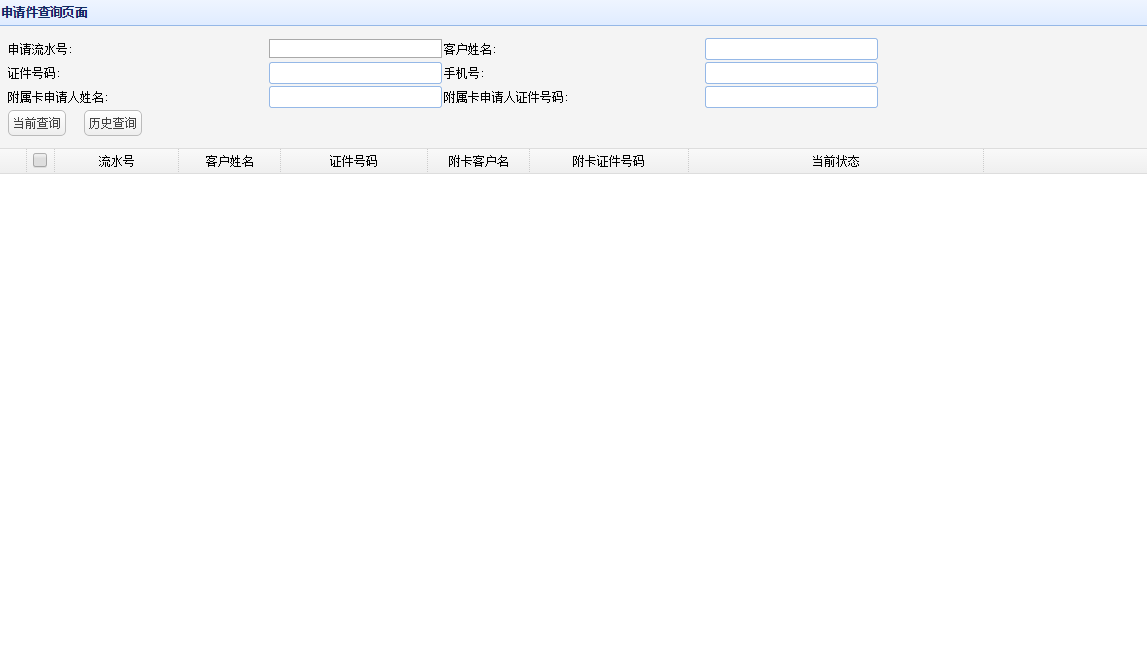 申请件查询页面
申请流水号: 客户姓名:
证件号码: 手机号:
附属卡申请人姓名: 附属卡申请人证件号码:
当前查询 历史查询
流水号 客户姓名 证件号码 附卡客户名 附卡证件号码 当前状态